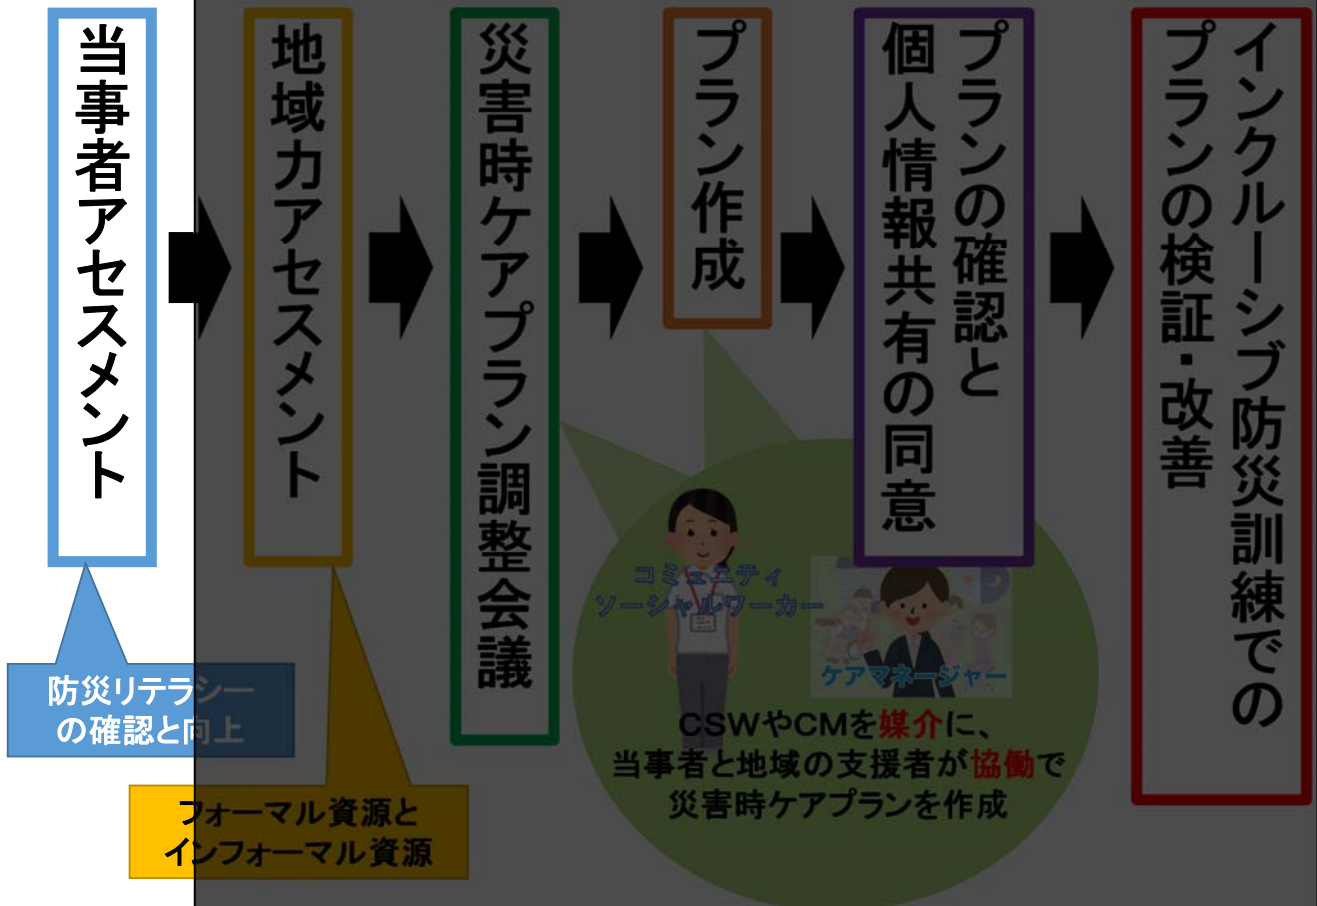 当事者アセスメント
地域力アセスメント
災害時ケアプラン調整会議
プラン作成
プランの確認と
個人情報共有の同意
インクルーシブ防災訓練での
プランの検証・改善
防災リテラシー
の確認と向上
フォーマル資源と
インフォーマル資源
コミュニティ
ソーシャルワーカー
ケアマネージャー
CSWやCMを媒介に、
当事者と地域の支援者が協働で
災害時ケアプランを作成